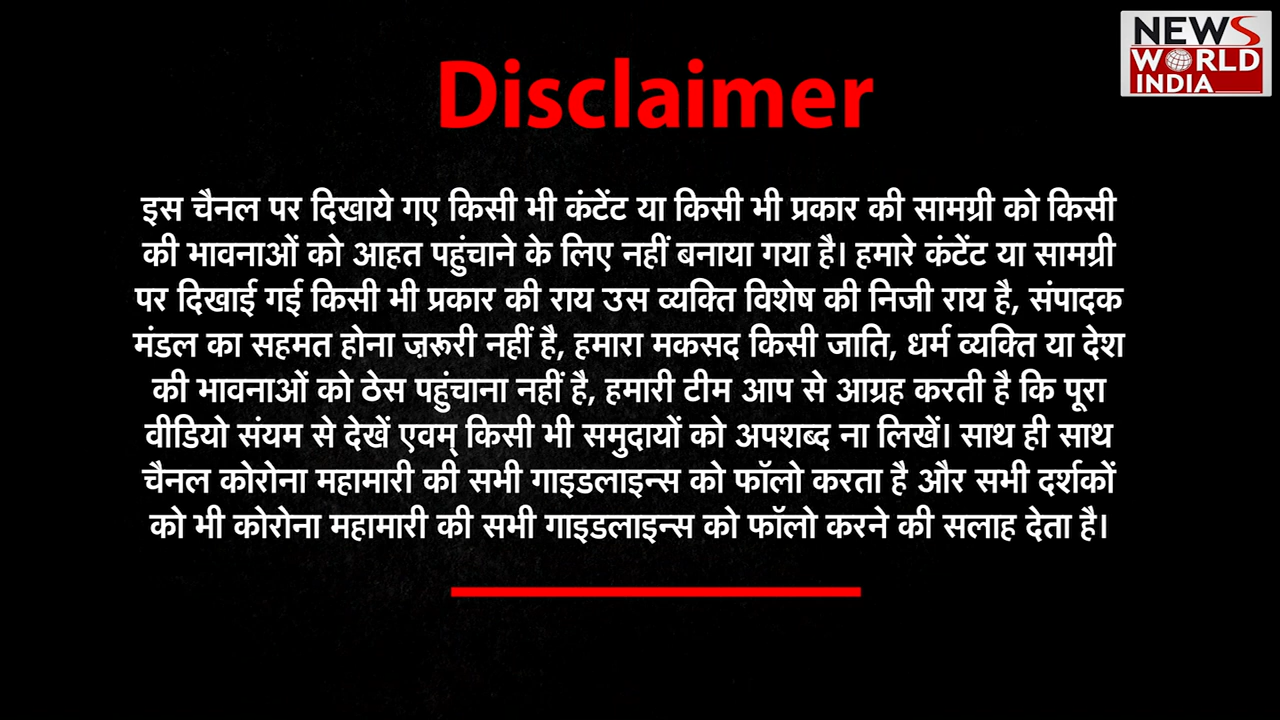 NEWS
WORLD
INDIA
Disclaimer
इस चैनल पर दिखाये गए किसी भी कंटेंट या किसी भी प्रकार की सामग्री को किसी
की भावनाओं को आहत पहुंचाने के लिए नहीं बनाया गया है। हमारे कंटेंट या सामग्री
पर दिखाई गई किसी भी प्रकार की राय उस व्यक्ति विशेष की निजी राय है, संपादक
मंडल का सहमत होना ज़रूरी नहीं है, हमारा मकसद किसी जाति, धर्म व्यक्ति या देश
की भावनाओं को ठेस पहुंचाना नहीं है, हमारी टीम आप से आग्रह करती है कि पूरा
वीडियो संयम से देखें एवम् किसी भी समुदायों को अपशब्द ना लिखें। साथ ही साथ
चैनल कोरोना महामारी की सभी गाइडलाइन्स को फॉलो करता है और सभी दर्शकों
को भी कोरोना महामारी की सभी गाइडलाइन्स को फॉलो करने की सलाह देता है।